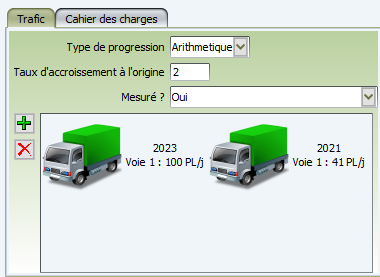 Trafic
Cahier des charges
Type de progression Arithmetique
Taux d'accroissement à l'origine 2
Mesuré ? Oui
2023
Voie 1 : 100 PL/j
2021
Voie 1 : 41 PL/j